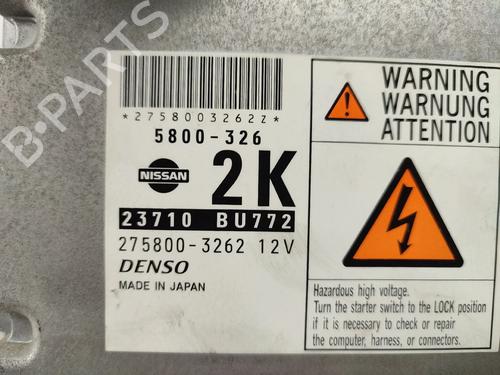 *2758003262Z*
5800-326
NISSAN
2K
23710 BU772
275800-3262 12V
DENSO
MADE IN JAPAN
WARNING
WARNUNG
ATTENTION
Hazardous high voltage.
Turn the starter switch to the LOCK position
if it is necessary to check or repair
the computer, harness, or connectors.
B-PARTS